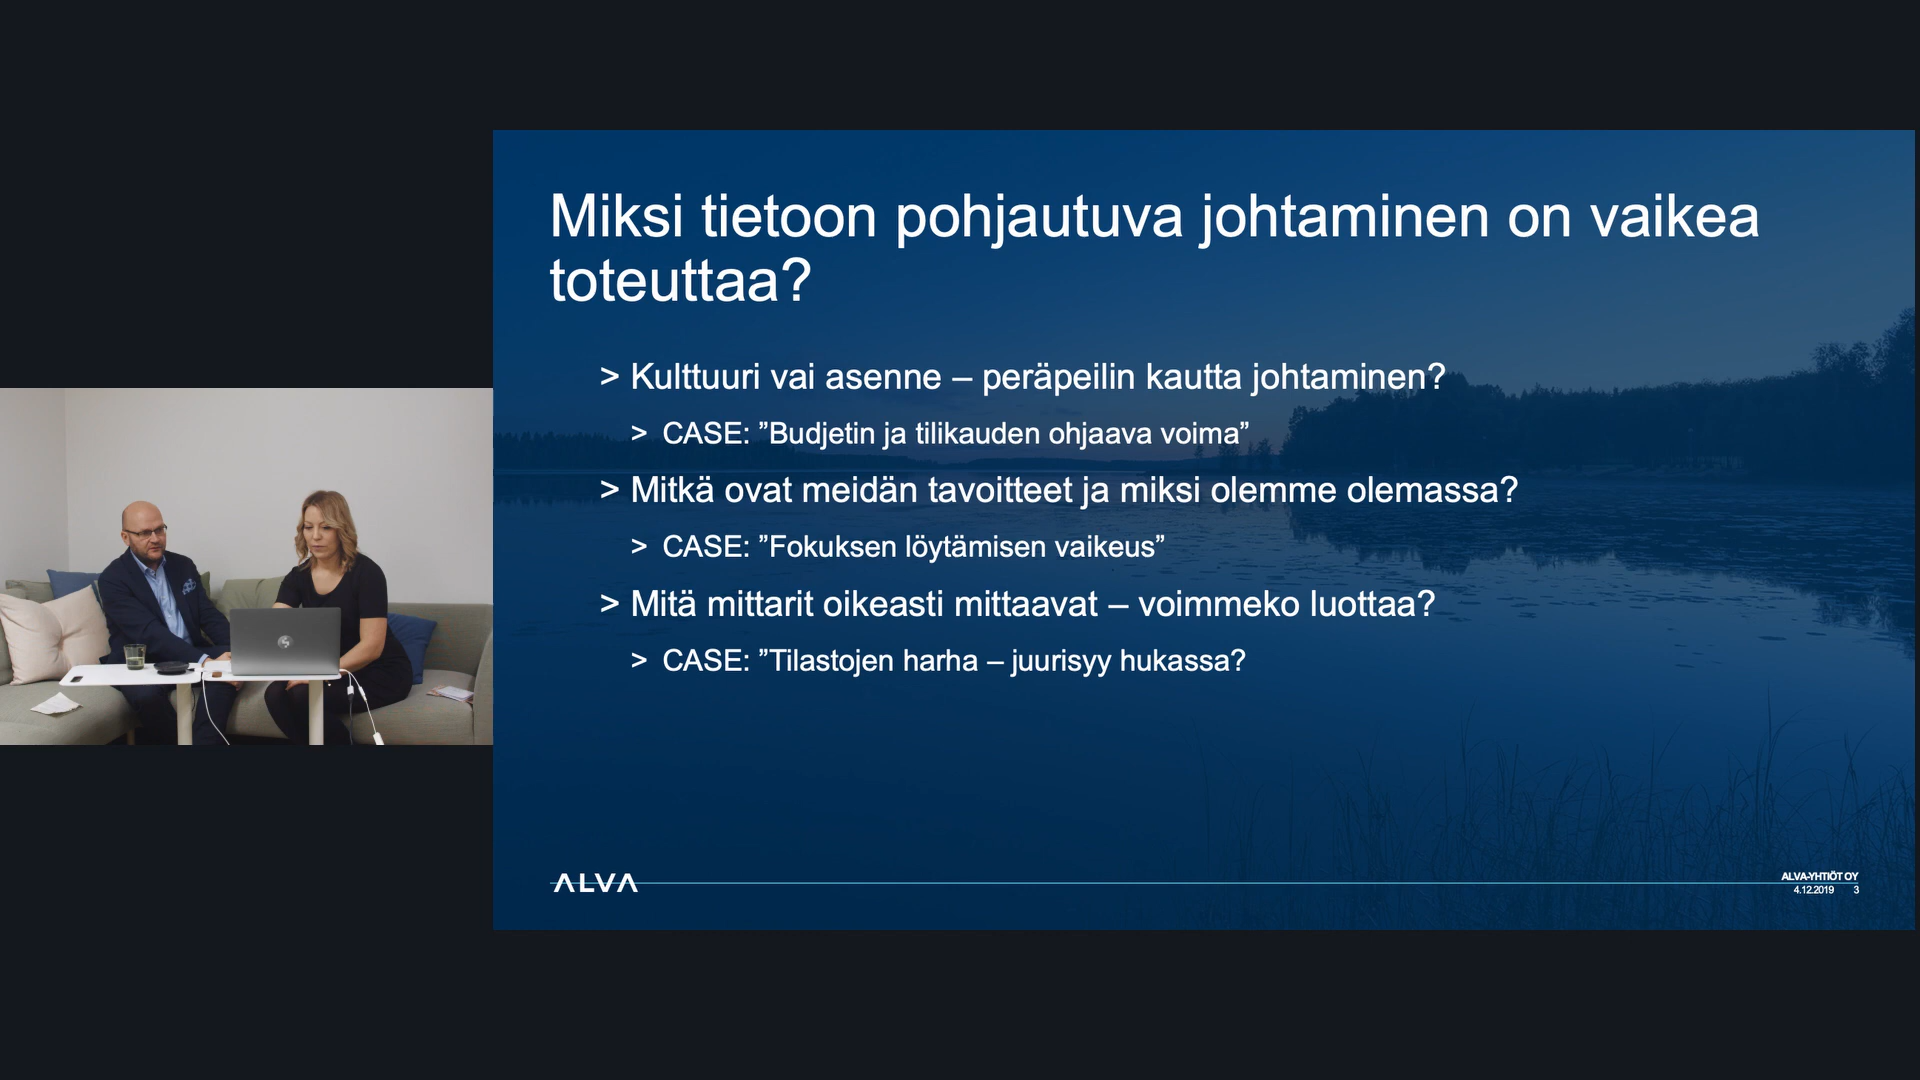 Miksi tietoon pohjautuva johtaminen on vaikea
toteuttaa?
> Kulttuuri vai asenne – peräpeilin kautta johtaminen?
> CASE: ”Budjetin ja tilikauden ohjaava voima”
> Mitkä ovat meidän tavoitteet ja miksi olemme olemassa?
> CASE: ”Fokuksen löytämisen vaikeus”
> Mitä mittarit oikeasti mittaavat – voimmeko luottaa?
> CASE: ”Tilastojen harha – juurisyy hukassa?
ALVA
ALVA-YHTIÖT OY
4.12.2019 3